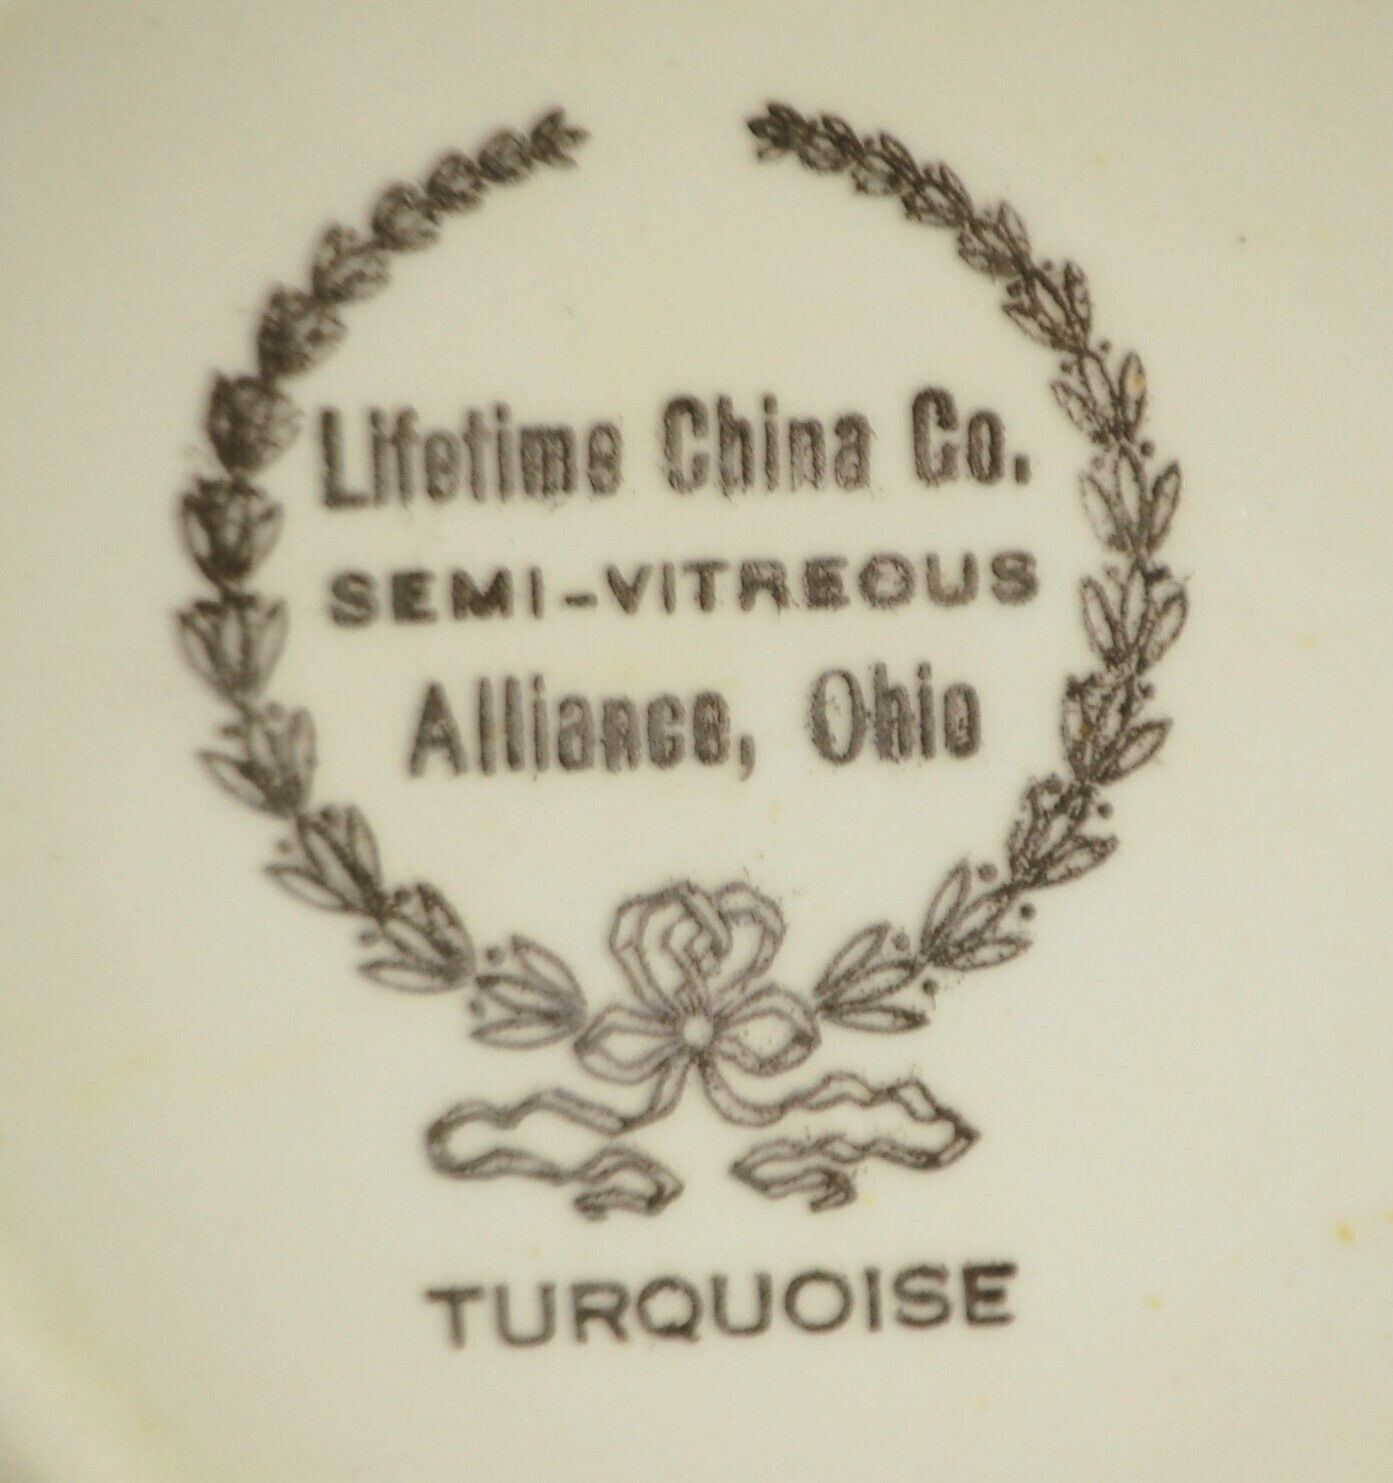 Lifetime China Co.
SEMI-VITREOUS
Alliance, Ohio
TURQUOISE